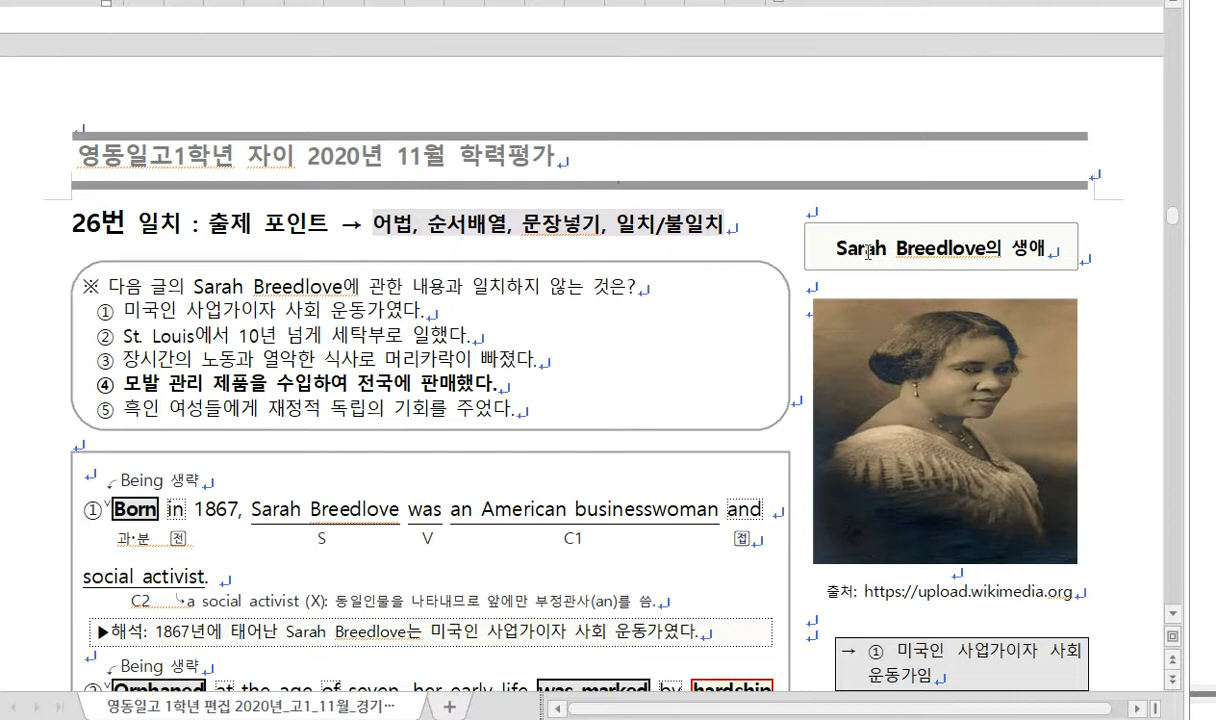 영동일고1학년 자이 2020년 11월 학력평가
26번 일치 : 출제 포인트 → 어법, 순서배열, 문장넣기, 일치/불일치
※ 다음 글의 Sarah Breedlove에 관한 내용과 일치하지 않는 것은?
① 미국인 사업가이자 사회 운동가였다.
② St. Louis에서 10년 넘게 세탁부로 일했다.
③ 장시간의 노동과 열악한 식사로 머리카락이 빠졌다.
④ 모발 관리 제품을 수입하여 전국에 판매했다.
⑤ 흑인 여성들에게 재정적 독립의 기회를 주었다.
Being 생략
① Born in 1867, Sarah Breedlove was an American businesswoman and
과·분 전 S V C1 접
social activist.
C2 a social activist (X): 동일인물을 나타내므로 앞에만 부정관사(an)를 씀.
▶해석: 1867년에 태어난 Sarah Breedlove는 미국인 사업가이자 사회 운동가였다.
Being 생략
② Orphaned at the age of seven, her early life was marked by hardship
Sarah Breedlove의 생애
출처: https://upload.wikimedia.org
→ ① 미국인 사업가이자 사회
운동가임
영동일고 1학년 편집 2020년_고1_11월_경기…